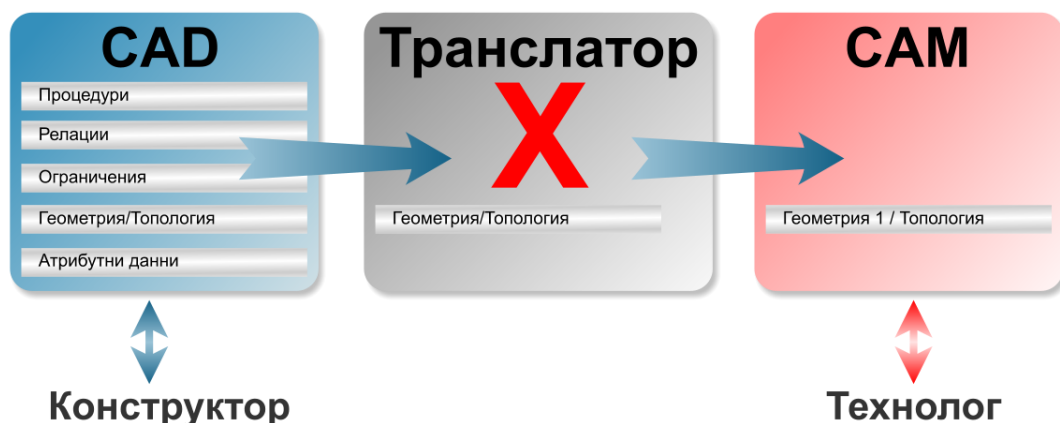 CAD
Процедури
Релации
Ограничения
Геометрия/Топология
Атрибутни данни
Конструктор
Транслатор
X
Геометрия/Топология
CAM
Геометрия 1 / Топология
Технолог